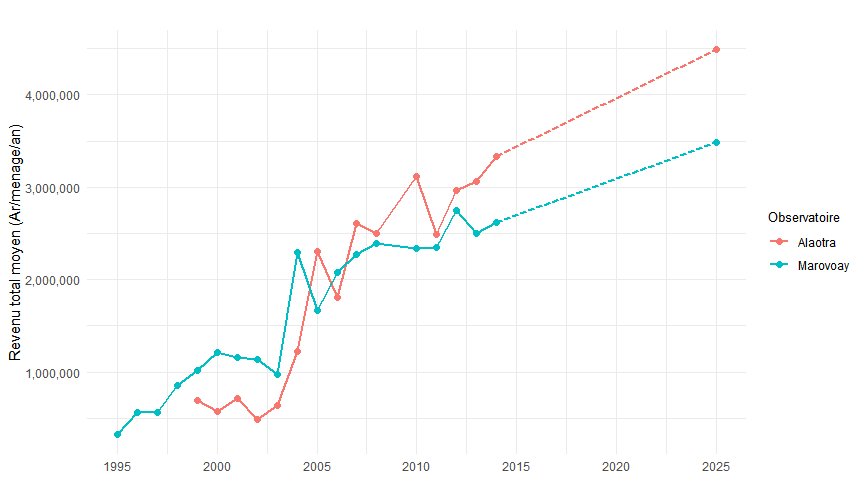 Revenu total moyen (Ar/menage/an)
4,000,000
3,000,000
2,000,000
1,000,000
1995 2000 2005 2010 2015 2020 2025
Observatoire
Alaotra
Marovoay